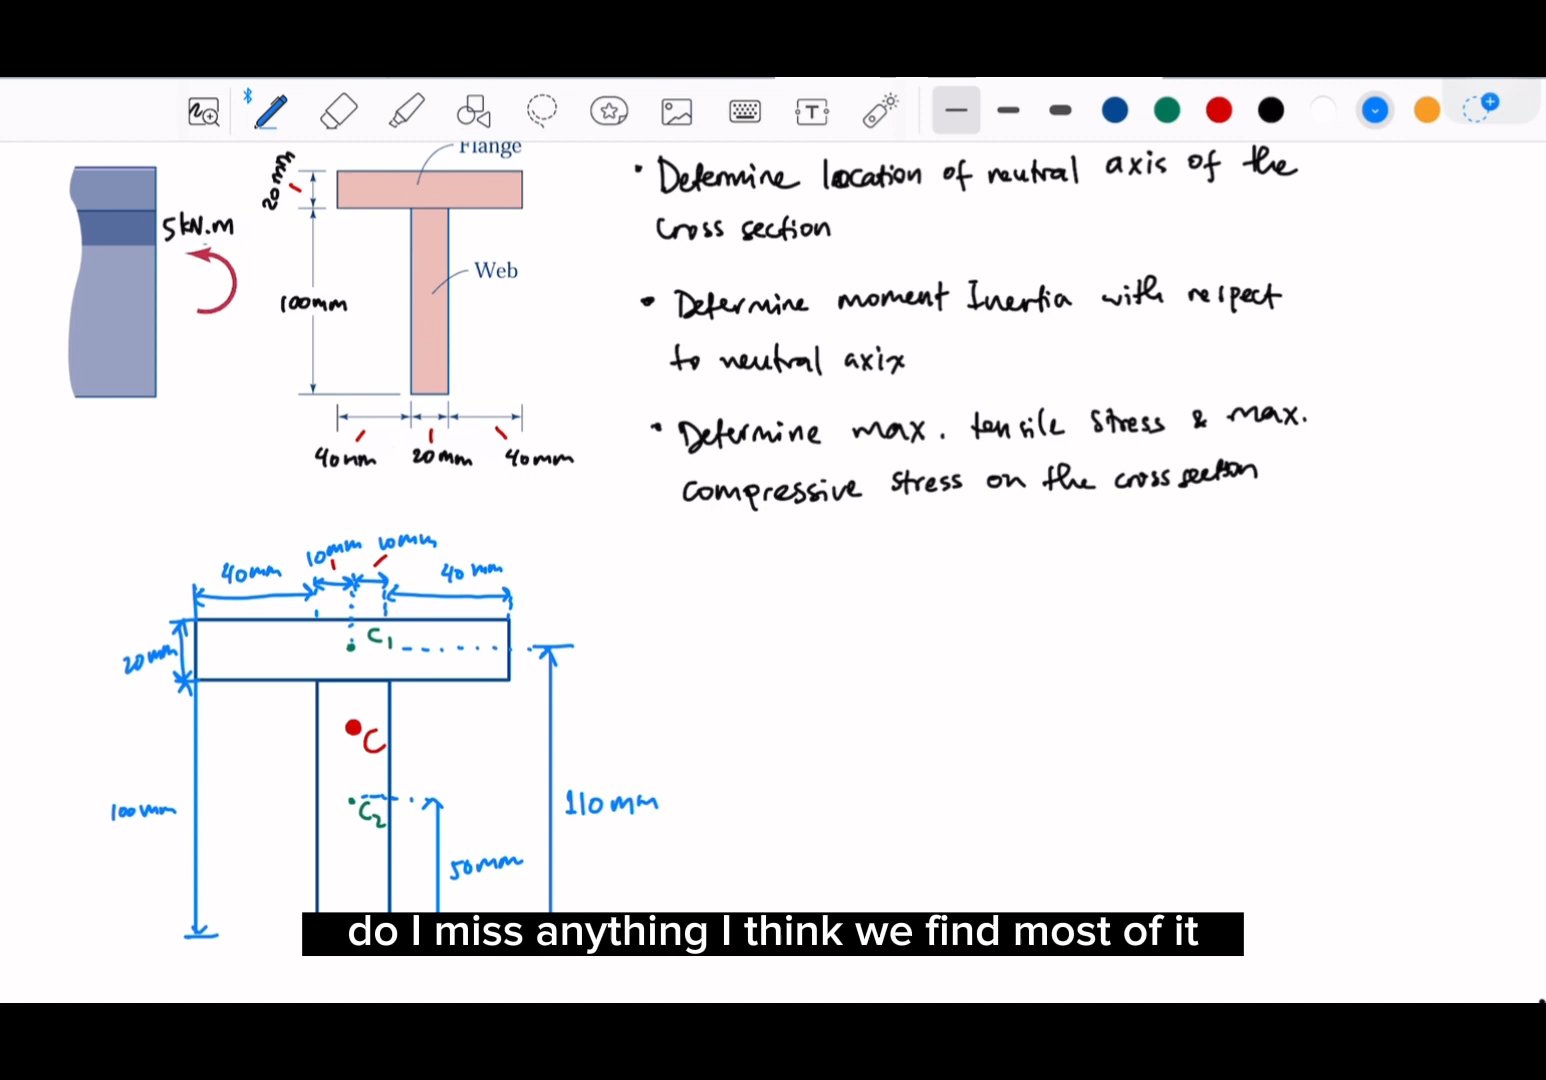 Flange
20mm
5kN.m
Web
100mm
40mm 20mm 40mm
• Determine location of neutral axis of the
cross section
• Determine moment Inertia with respect
to neutral axix
• Determine max. tensile stress & max.
compressive stress on the cross section
10mm 10mm
40mm 40mm
20mm
C1
C
C2
100mm
110mm
50mm
do I miss anything I think we find most of it